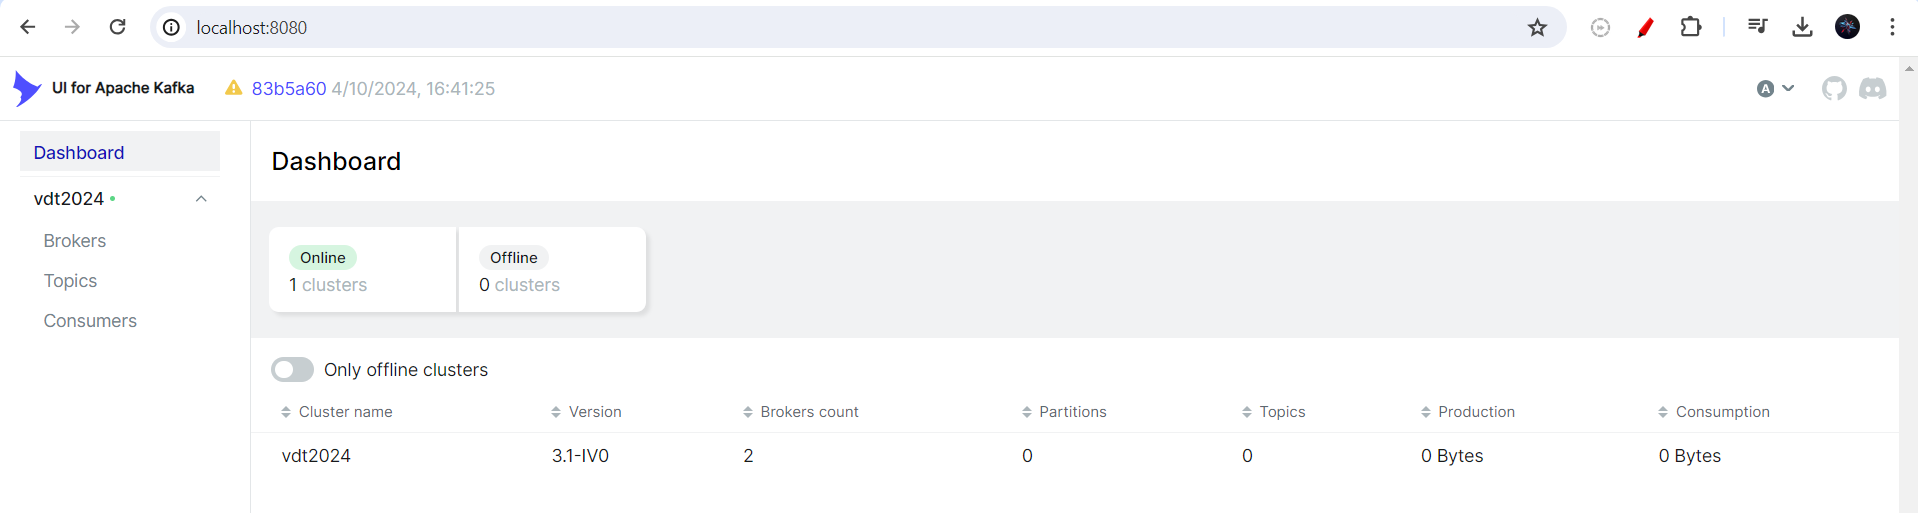 localhost:8080
UI for Apache Kafka 83b5a60 4/10/2024, 16:41:25 A
Dashboard
vdt2024
Brokers
Topics
Consumers
Dashboard
Online Offline
1 clusters 0 clusters
Only offline clusters
Cluster name Version Brokers count Partitions Topics Production Consumption
vdt2024 3.1-IV0 2 0 0 0 Bytes 0 Bytes